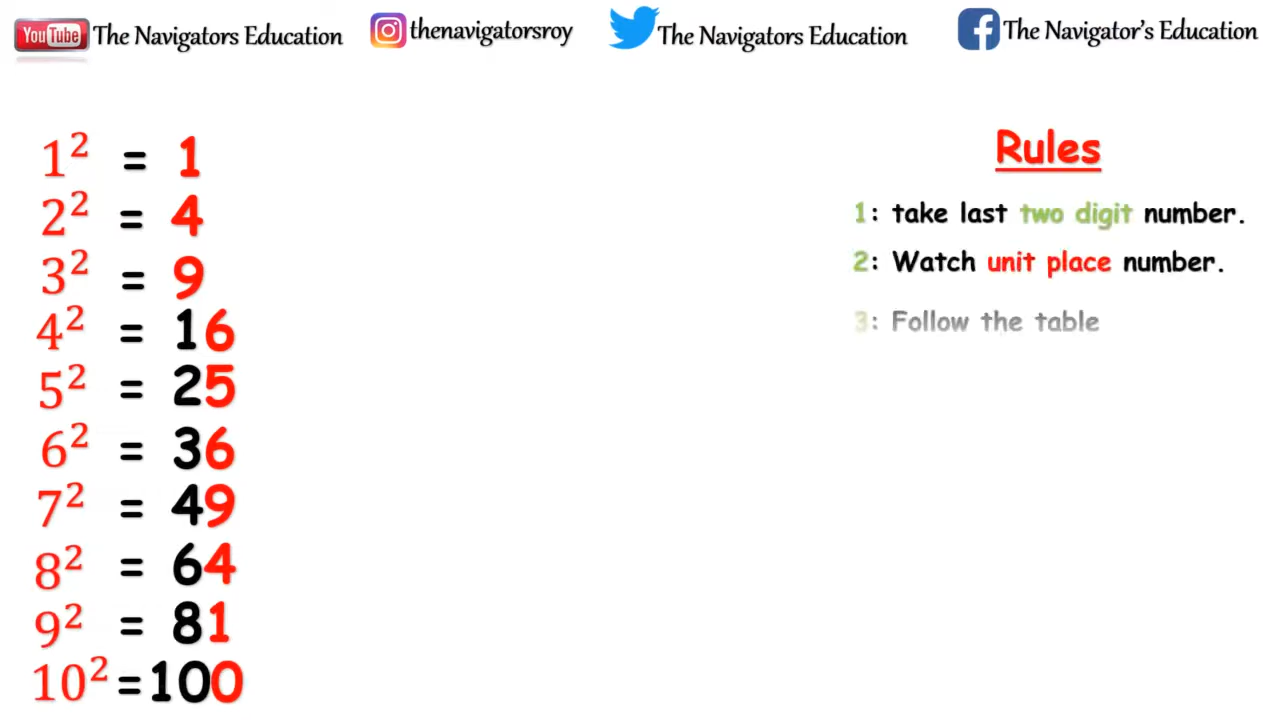 YouTube The Navigators Education thenavigatorsroy The Navigators Education The Navigator's Education
1² = 1
2² = 4
3² = 9
4² = 16
5² = 25
6² = 36
7² = 49
8² = 64
9² = 81
10² = 100
Rules
1: take last two digit number.
2: Watch unit place number.
3: Follow the table